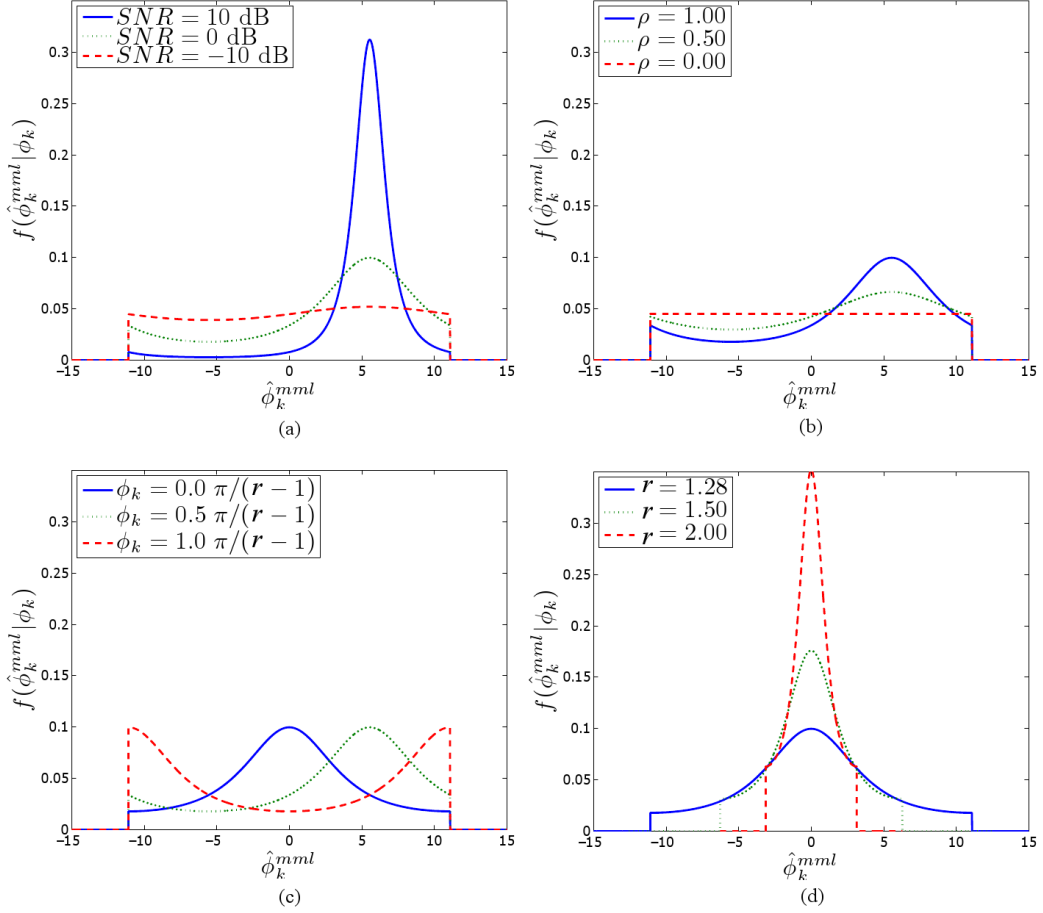 SNR = 10 dB
SNR = 0 dB
SNR = −10 dB
f(φ̂_k^{mml}|φ_k)
0.35
0.3
0.25
0.2
0.15
0.1
0.05
0
−15 −10 −5 0 5 10 15
φ̂_k^{mml}
(a)
ρ = 1.00
ρ = 0.50
ρ = 0.00
f(φ̂_k^{mml}|φ_k)
0.3
0.25
0.2
0.15
0.1
0.05
0
−15 −10 −5 0 5 10 15
φ̂_k^{mml}
(b)
φ_k = 0.0 π/(r − 1)
φ_k = 0.5 π/(r − 1)
φ_k = 1.0 π/(r − 1)
f(φ̂_k^{mml}|φ_k)
0.3
0.25
0.2
0.15
0.1
0.05
0
−15 −10 −5 0 5 10 15
φ̂_k^{mml}
(c)
r = 1.28
r = 1.50
r = 2.00
f(φ̂_k^{mml}|φ_k)
0.3
0.25
0.2
0.15
0.1
0.05
0
−15 −10 −5 0 5 10 15
φ̂_k^{mml}
(d)